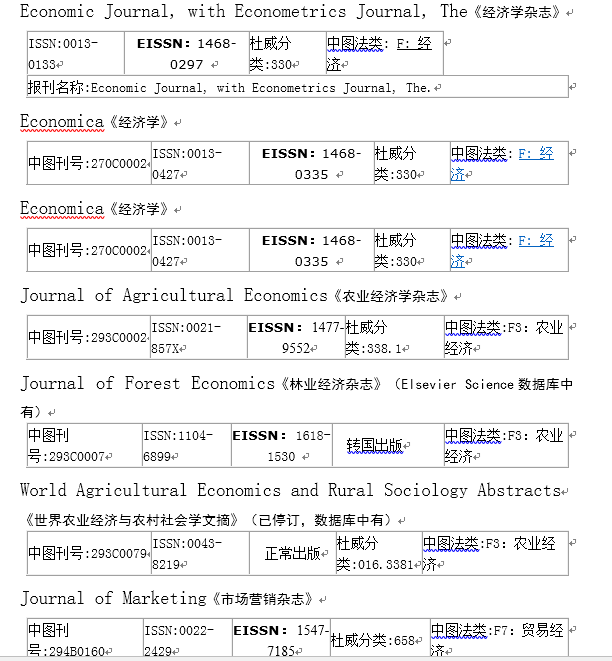 Economic Journal, with Econometrics Journal, The《经济学杂志》
ISSN:0013-0133 EISSN: 1468-0297 杜威分类:330 中图法类: F: 经济
报刊名称:Economic Journal, with Econometrics Journal, The.
Economica《经济学》
中图刊号:270C0002 ISSN:0013-0427 EISSN: 1468-0335 杜威分类:330 中图法类: F: 经济
Economica《经济学》
中图刊号:270C0002 ISSN:0013-0427 EISSN: 1468-0335 杜威分类:330 中图法类: F: 经济
Journal of Agricultural Economics《农业经济学杂志》
中图刊号:293C0002 ISSN:0021-857X EISSN: 1477-9552 杜威分类:338.1 中图法类:F3: 农业经济
Journal of Forest Economics《林业经济杂志》（Elsevier Science 数据库中
有）
中图刊号:293C0007 ISSN:1104-6899 EISSN: 1618-1530 转国出版 中图法类:F3: 农业经济
World Agricultural Economics and Rural Sociology Abstracts
《世界农业经济与农村社会学文摘》（已停订，数据库中有）
中图刊号:293C0079 ISSN:0043-8219 正常出版 杜威分类:016.3381 中图法类:F3: 农业经济
Journal of Marketing《市场营销杂志》
中图刊号:294B0160 ISSN:0022-2429 EISSN: 1547-7185 杜威分类:658 中图法类:F7: 贸易经济